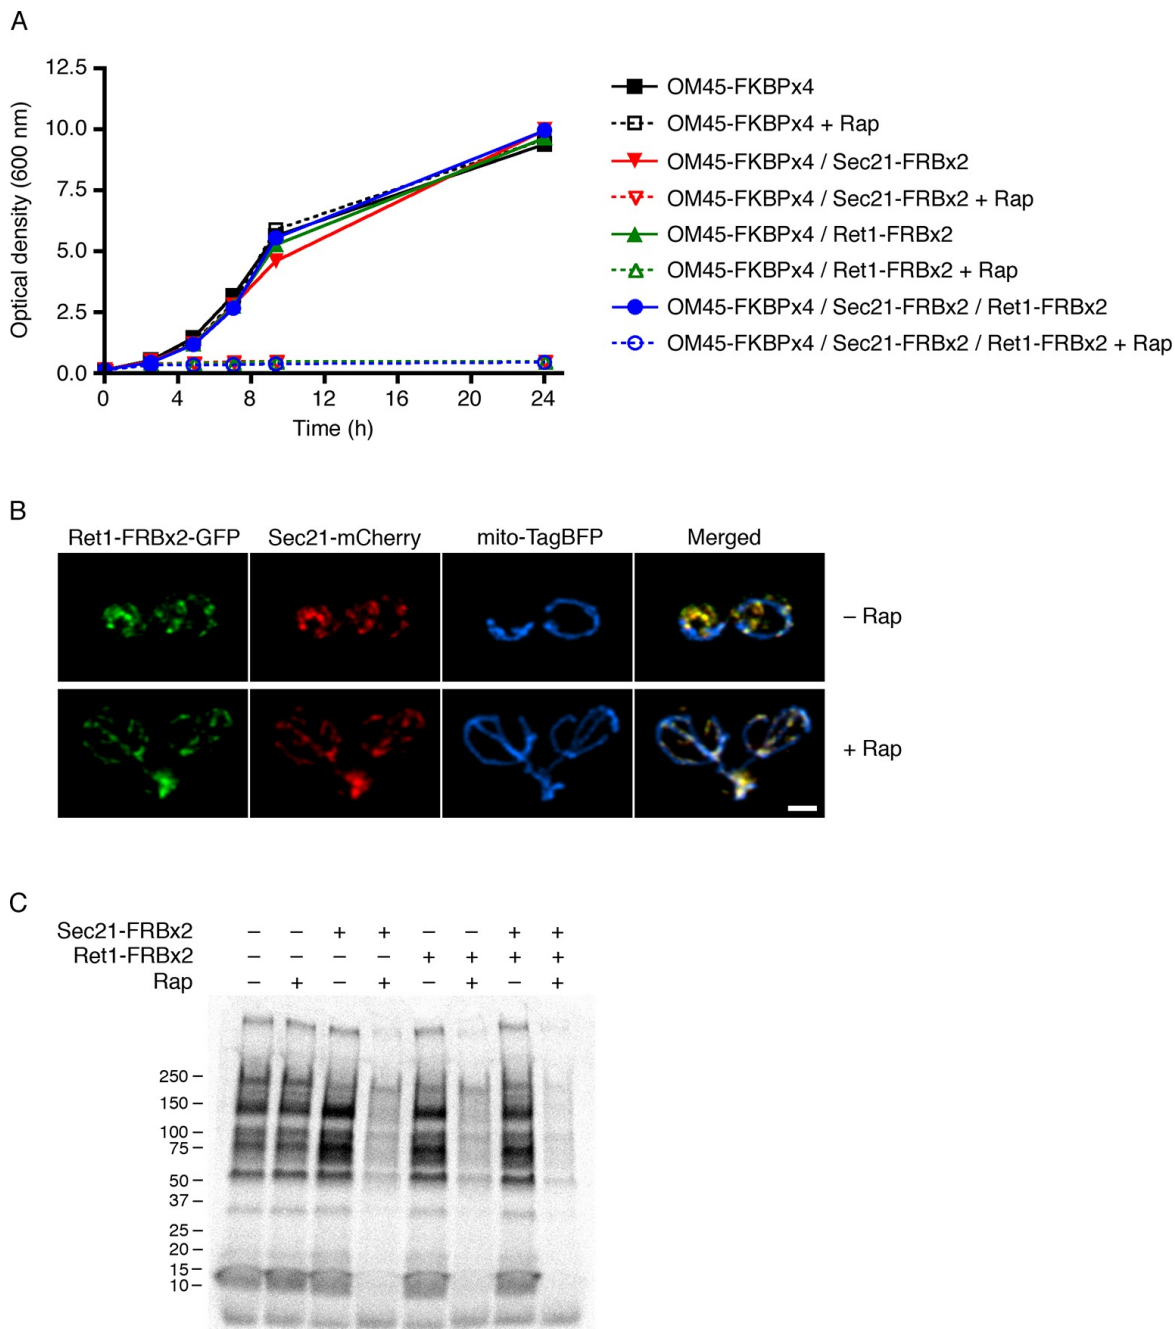 A
12.5
10.0
7.5
5.0
2.5
0.0
Optical density (600 nm)
0 4 8 12 16 20 24
Time (h)
OM45-FKBPx4
OM45-FKBPx4 + Rap
OM45-FKBPx4 / Sec21-FRBx2
OM45-FKBPx4 / Sec21-FRBx2 + Rap
OM45-FKBPx4 / Ret1-FRBx2
OM45-FKBPx4 / Ret1-FRBx2 + Rap
OM45-FKBPx4 / Sec21-FRBx2 / Ret1-FRBx2
OM45-FKBPx4 / Sec21-FRBx2 / Ret1-FRBx2 + Rap
B
Ret1-FRBx2-GFP Sec21-mCherry mito-TagBFP Merged
– Rap
+ Rap
C
Sec21-FRBx2 – – + + – – + +
Ret1-FRBx2 – – – – + + + +
Rap – + – + – + – +
250
150
100
75
50
37
25
20
15
10